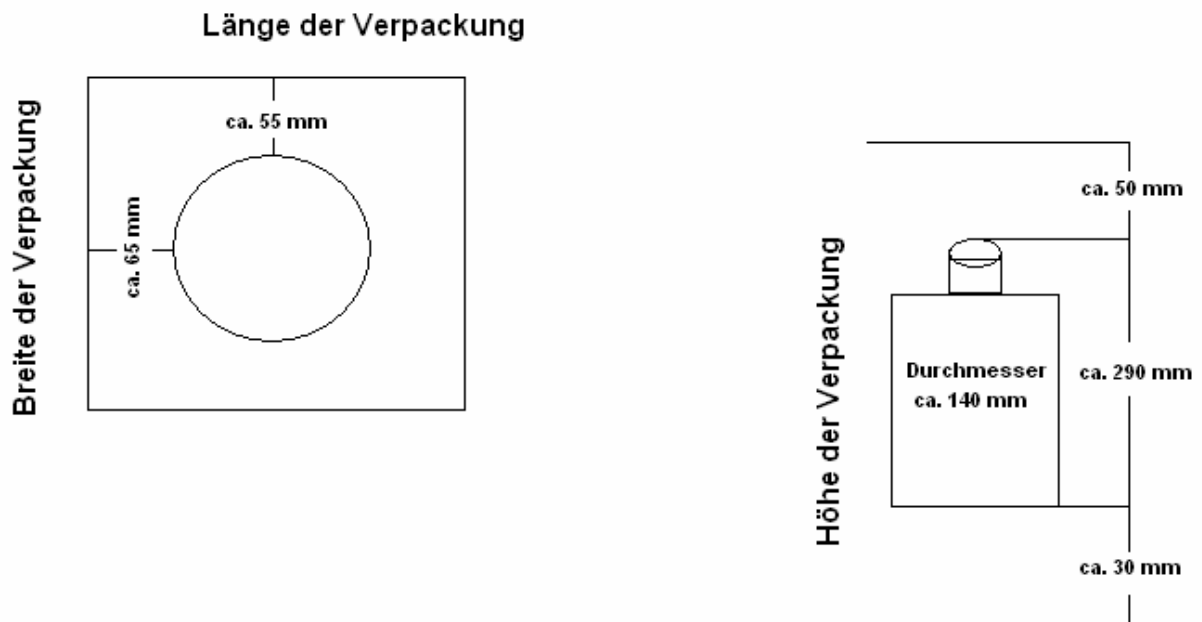 Länge der Verpackung
Breite der Verpackung
ca. 55 mm
ca. 65 mm
Höhe der Verpackung
ca. 50 mm
Durchmesser
ca. 140 mm
ca. 290 mm
ca. 30 mm